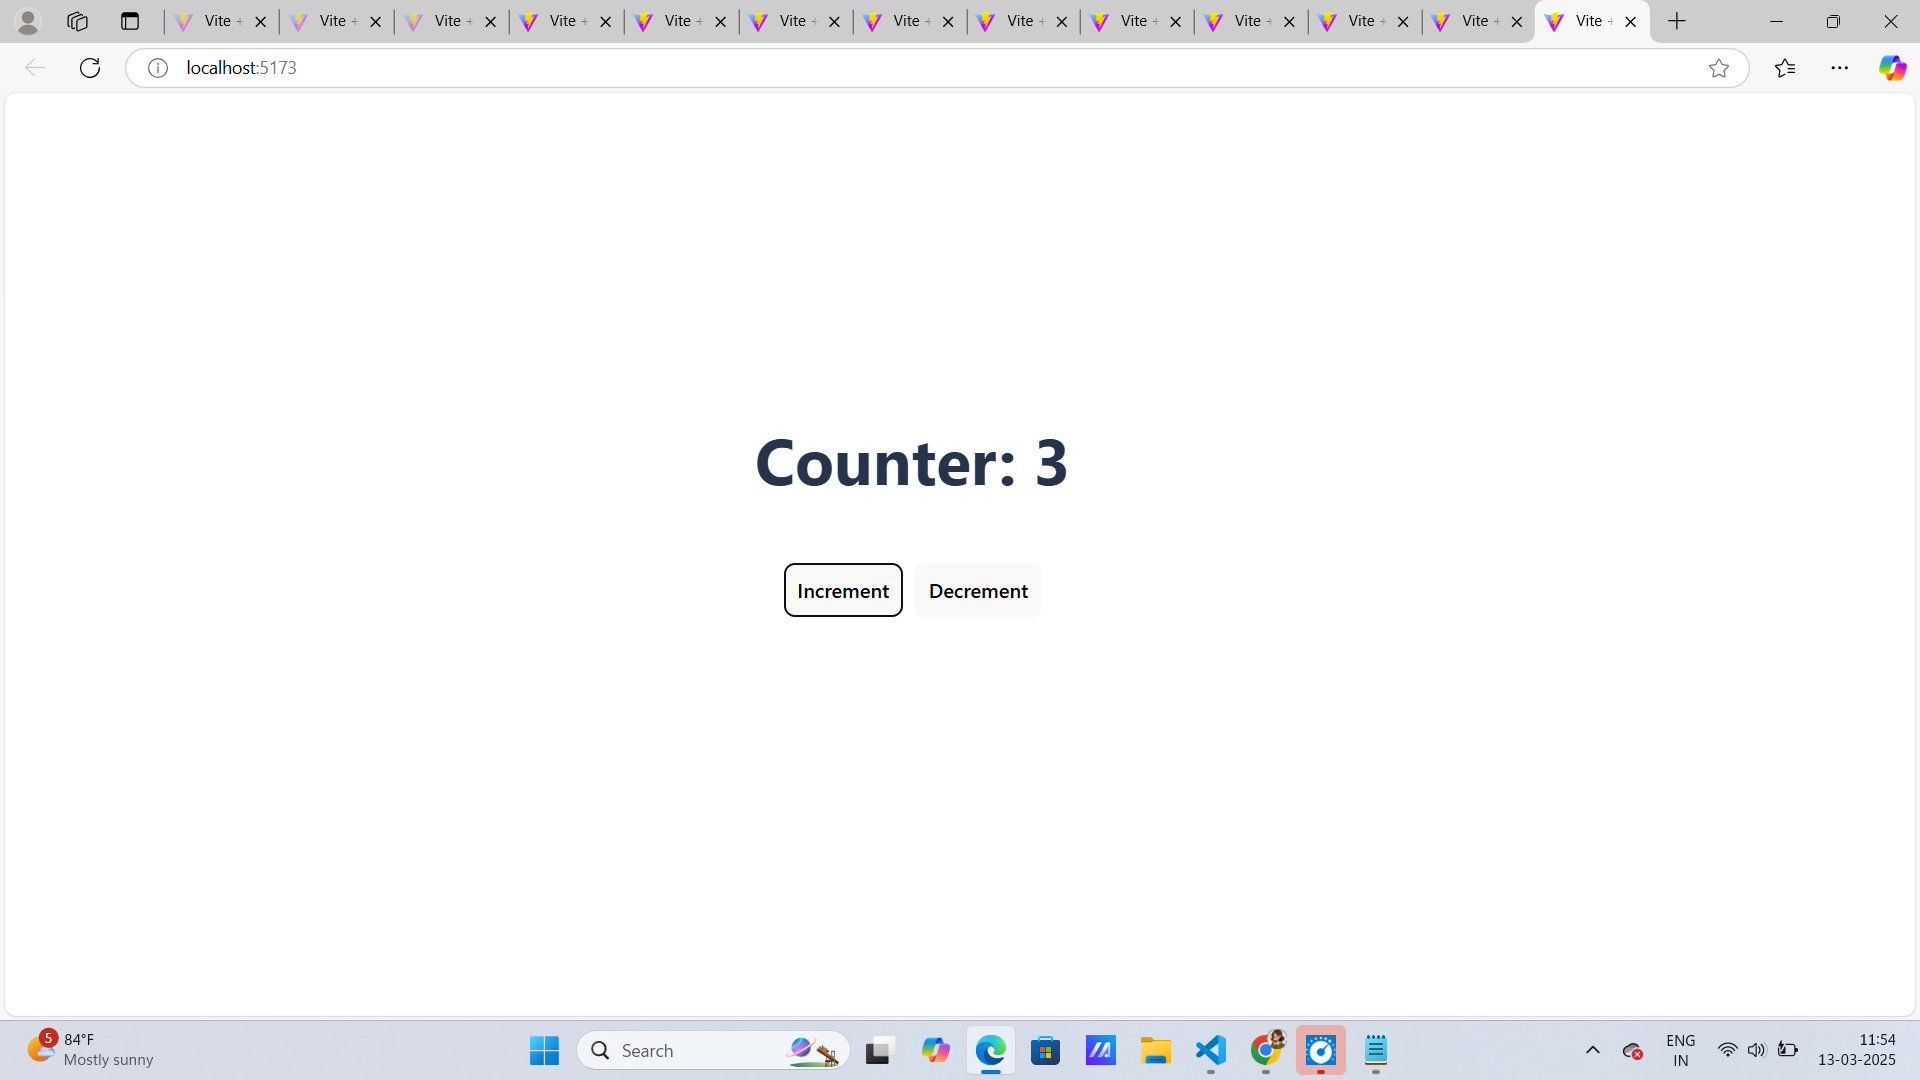 Vite +
Vite +
Vite +
Vite +
Vite +
Vite +
Vite +
Vite +
Vite +
Vite +
Vite +
Vite +
Vite +
localhost:5173
Counter: 3
Increment
Decrement
5
84°F
Mostly sunny
Search
ENG
IN
11:54
13-03-2025